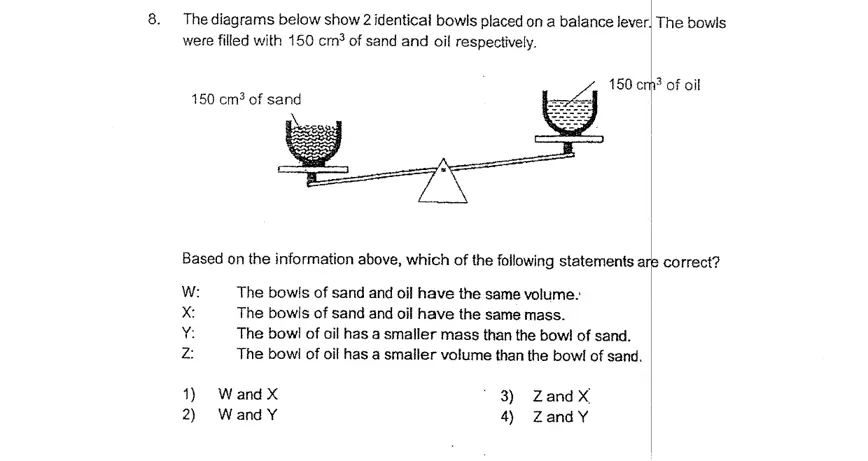 8. The diagrams below show 2 identical bowls placed on a balance lever. The bowls
were filled with 150 cm³ of sand and oil respectively.
150 cm³ of oil
150 cm³ of sand
Based on the information above, which of the following statements are correct?
W: The bowls of sand and oil have the same volume.
X: The bowls of sand and oil have the same mass.
Y: The bowl of oil has a smaller mass than the bowl of sand.
Z: The bowl of oil has a smaller volume than the bowl of sand.
1) W and X
2) W and Y
3) Z and X
4) Z and Y